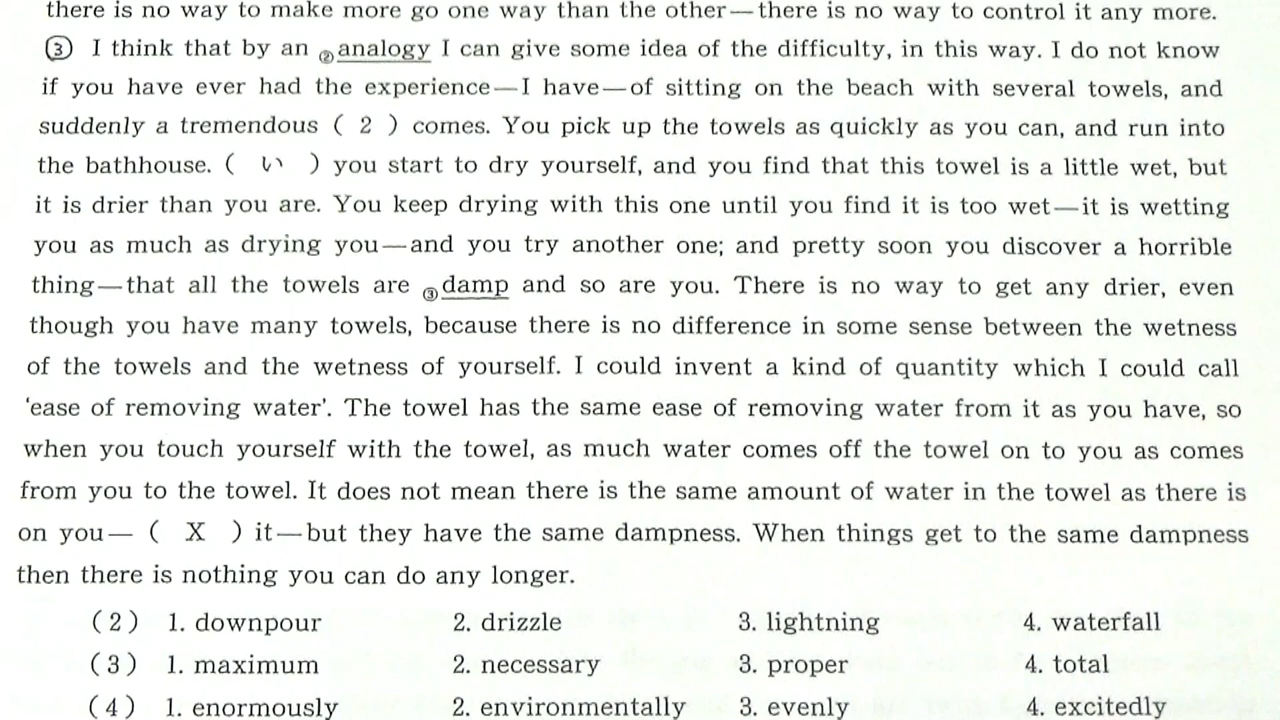 there is no way to make more go one way than the other—there is no way to control it any more.
③ I think that by an ②analogy I can give some idea of the difficulty, in this way. I do not know
if you have ever had the experience—I have—of sitting on the beach with several towels, and
suddenly a tremendous ( 2 ) comes. You pick up the towels as quickly as you can, and run into
the bathhouse. ( い ) you start to dry yourself, and you find that this towel is a little wet, but
it is drier than you are. You keep drying with this one until you find it is too wet—it is wetting
you as much as drying you—and you try another one; and pretty soon you discover a horrible
thing—that all the towels are ③damp and so are you. There is no way to get any drier, even
though you have many towels, because there is no difference in some sense between the wetness
of the towels and the wetness of yourself. I could invent a kind of quantity which I could call
‘ease of removing water’. The towel has the same ease of removing water from it as you have, so
when you touch yourself with the towel, as much water comes off the towel on to you as comes
from you to the towel. It does not mean there is the same amount of water in the towel as there is
on you— ( X ) it—but they have the same dampness. When things get to the same dampness
then there is nothing you can do any longer.
(2) 1. downpour 2. drizzle 3. lightning 4. waterfall
(3) 1. maximum 2. necessary 3. proper 4. total
(4) 1. enormously 2. environmentally 3. evenly 4. excitedly